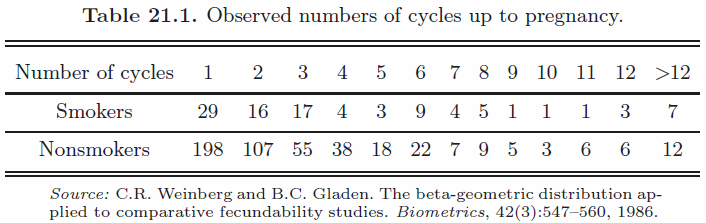 Table 21.1. Observed numbers of cycles up to pregnancy.
Number of cycles 1 2 3 4 5 6 7 8 9 10 11 12 >12
Smokers 29 16 17 4 3 9 4 5 1 1 1 3 7
Nonsmokers 198 107 55 38 18 22 7 9 5 3 6 6 12
Source: C.R. Weinberg and B.C. Gladen. The beta-geometric distribution ap-
plied to comparative fecundability studies. Biometrics, 42(3):547–560, 1986.